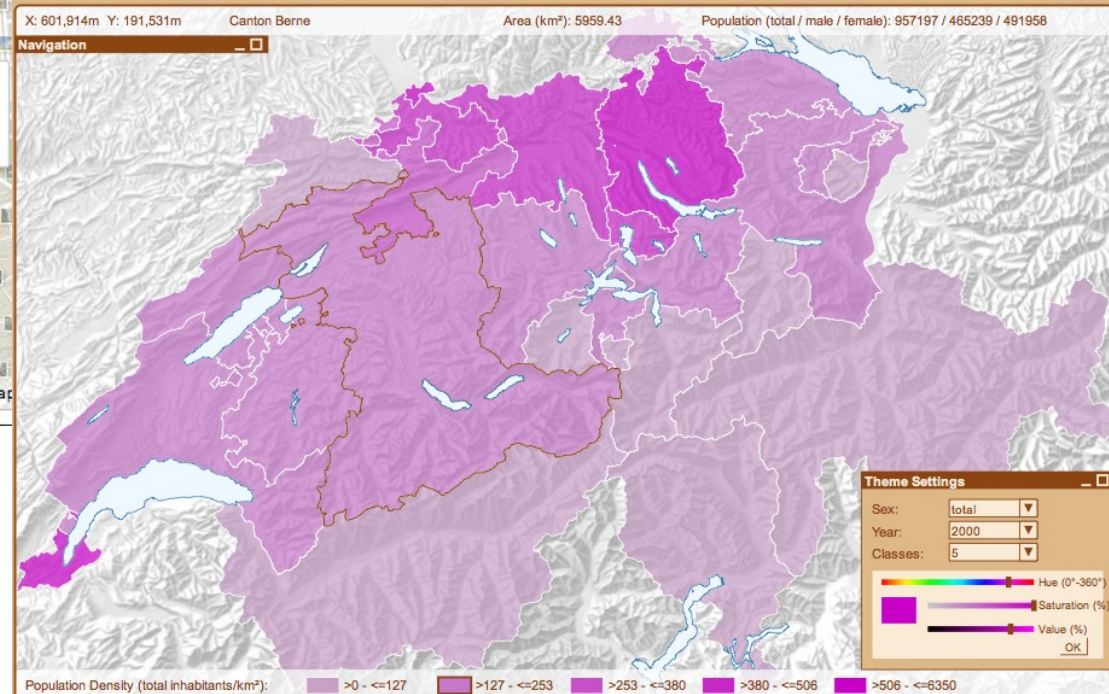 X: 601,914m Y: 191,531m Canton Berne Area (km²): 5959.43 Population (total / male / female): 957197 / 465239 / 491958
Navigation
Theme Settings
Sex: total
Year: 2000
Classes: 5
Hue (0°-360°)
Saturation (%)
Value (%)
OK
Population Density (total inhabitants/km²): >0 - <=127 >127 - <=253 >253 - <=380 >380 - <=506 >506 - <=6350